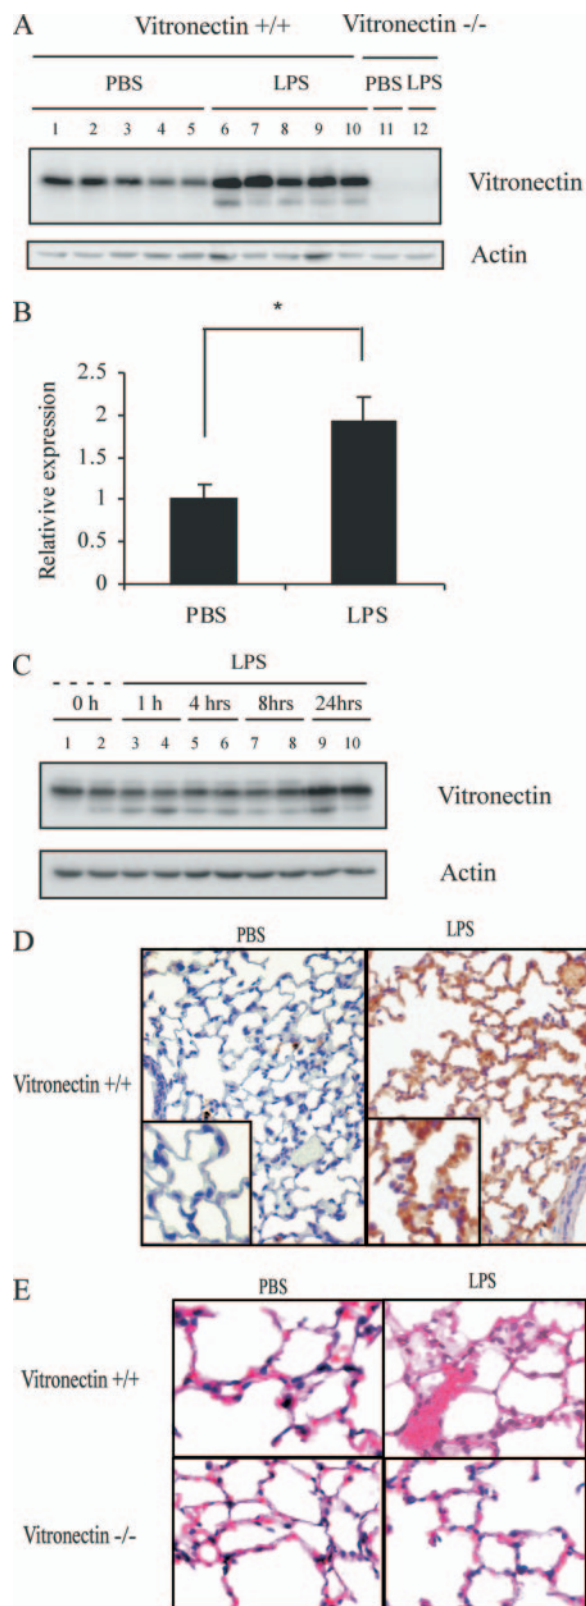 A
Vitronectin +/+ Vitronectin -/-
PBS LPS PBS LPS
1 2 3 4 5 6 7 8 9 10 11 12
Vitronectin
Actin
B
*
Relativive expression
2.5
2
1.5
1
0.5
0
PBS LPS
C
LPS
0 h 1 h 4 hrs 8hrs 24hrs
1 2 3 4 5 6 7 8 9 10
Vitronectin
Actin
D
PBS LPS
Vitronectin +/+
E
PBS LPS
Vitronectin +/+
Vitronectin -/-